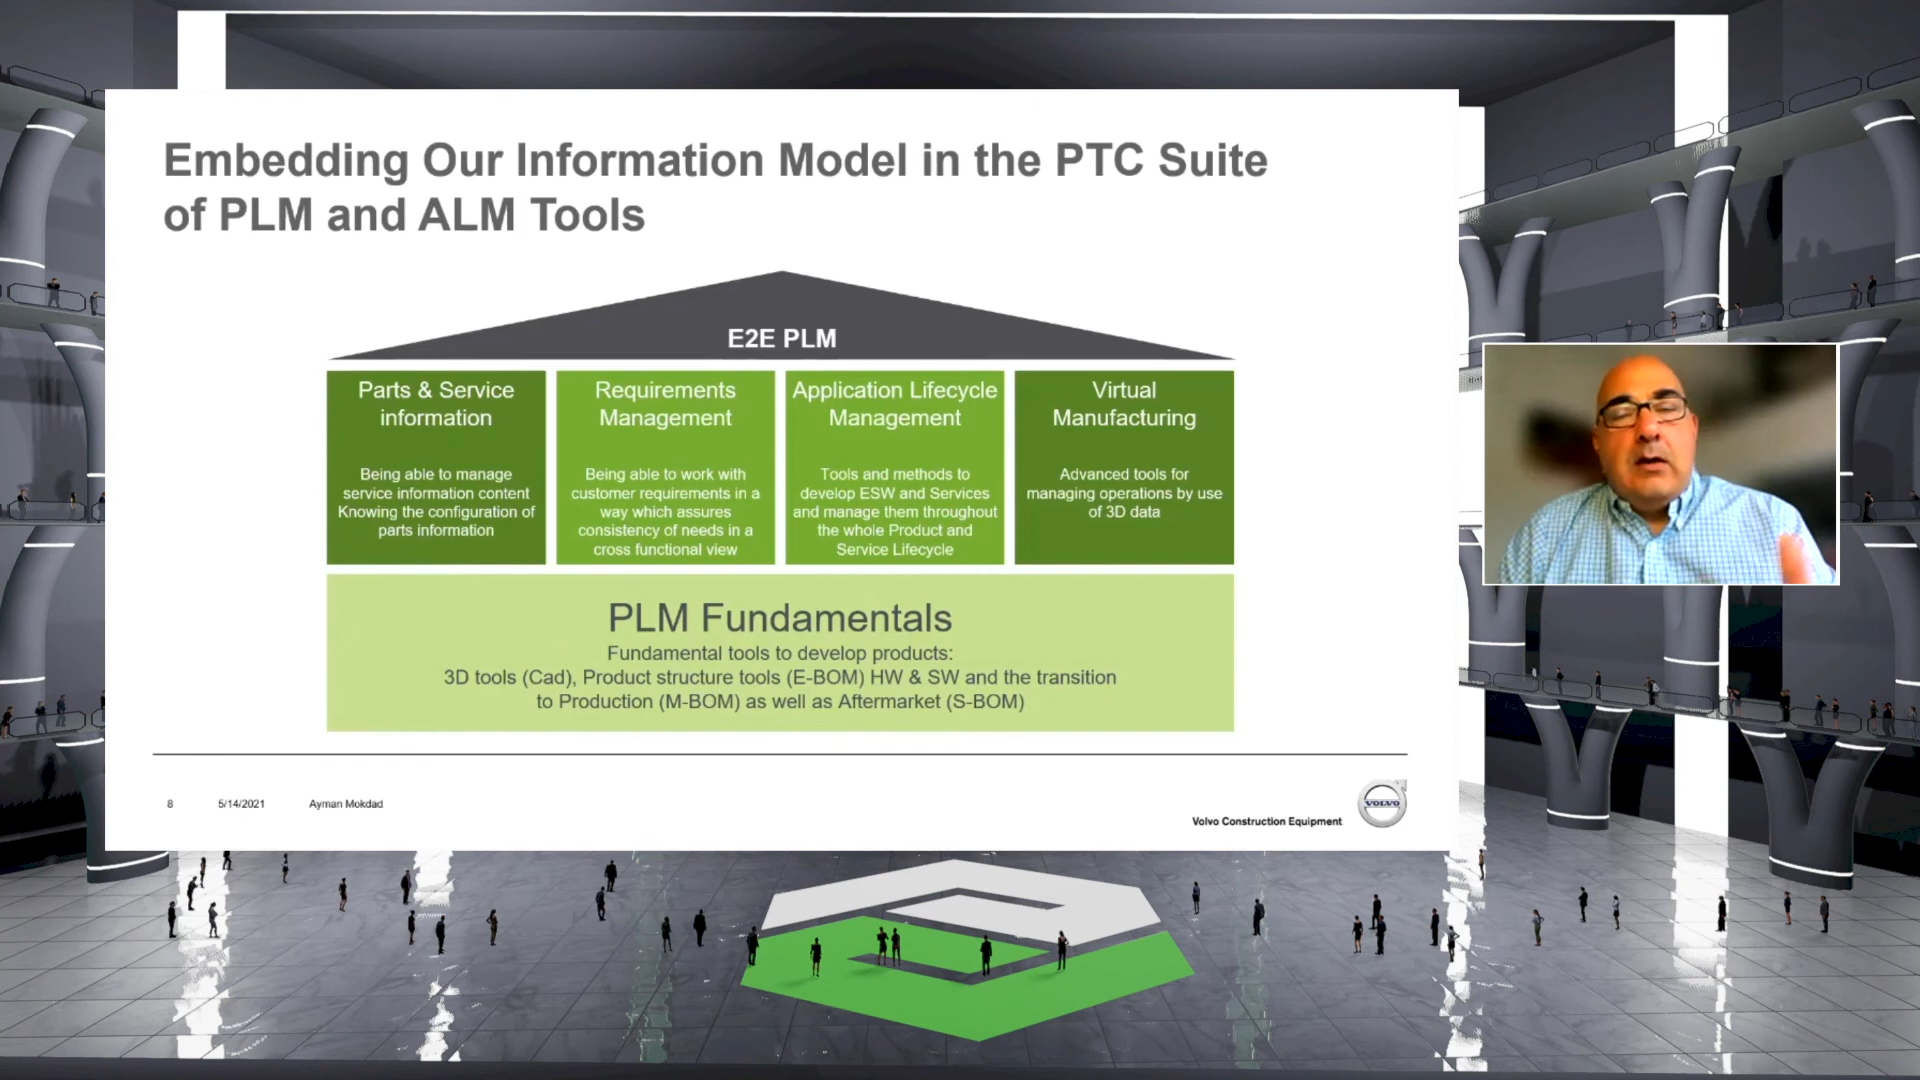 Embedding Our Information Model in the PTC Suite
of PLM and ALM Tools
E2E PLM
Parts & Service
information
Being able to manage
service information content
Knowing the configuration of
parts information
Requirements
Management
Being able to work with
customer requirements in a
way which assures
consistency of needs in a
cross functional view
Application Lifecycle
Management
Tools and methods to
develop ESW and Services
and manage them throughout
the whole Product and
Service Lifecycle
Virtual
Manufacturing
Advanced tools for
managing operations by use
of 3D data
PLM Fundamentals
Fundamental tools to develop products:
3D tools (Cad), Product structure tools (E-BOM) HW & SW and the transition
to Production (M-BOM) as well as Aftermarket (S-BOM)
8 5/14/2021 Ayman Mokdad
Volvo Construction Equipment
VOLVO